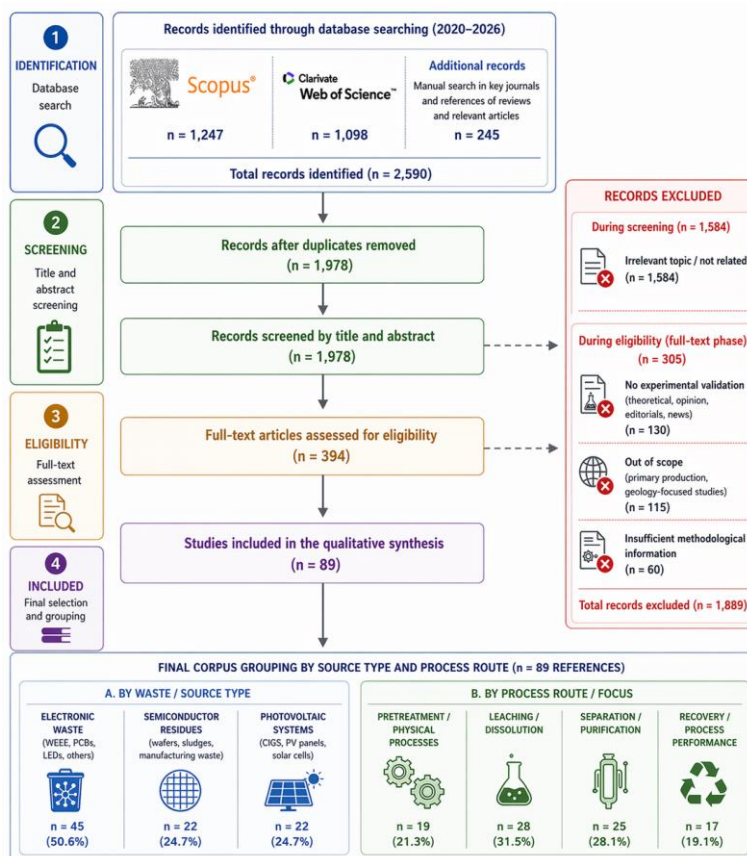 1
IDENTIFICATION
Database
search
Records identified through database searching (2020–2026)
Scopus®
n = 1,247
Clarivate
Web of Science™
n = 1,098
Additional records
Manual search in key journals
and references of reviews
and relevant articles
n = 245
Total records identified (n = 2,590)
2
SCREENING
Title and
abstract
screening
Records after duplicates removed
(n = 1,978)
Records screened by title and abstract
(n = 1,978)
3
ELIGIBILITY
Full-text
assessment
Full-text articles assessed for eligibility
(n = 394)
4
INCLUDED
Final selection
and grouping
Studies included in the qualitative synthesis
(n = 89)
RECORDS EXCLUDED
During screening (n = 1,584)
Irrelevant topic / not related
(n = 1,584)
During eligibility (full-text phase)
(n = 305)
No experimental validation
(theoretical, opinion,
editorials, news)
(n = 130)
Out of scope
(primary production,
geology-focused studies)
(n = 115)
Insufficient methodological
information
(n = 60)
Total records excluded (n = 1,889)
FINAL CORPUS GROUPING BY SOURCE TYPE AND PROCESS ROUTE (n = 89 REFERENCES)
A. BY WASTE / SOURCE TYPE
ELECTRONIC
WASTE
(WEEE, PCBs,
LEDs, others)
n = 45
(50.6%)
SEMICONDUCTOR
RESIDUES
(wafers, sludges,
manufacturing waste)
n = 22
(24.7%)
PHOTOVOLTAIC
SYSTEMS
(CIGS, PV panels,
solar cells)
n = 22
(24.7%)
B. BY PROCESS ROUTE / FOCUS
PRETREATMENT /
PHYSICAL
PROCESSES
n = 19
(21.3%)
LEACHING /
DISSOLUTION
n = 28
(31.5%)
SEPARATION /
PURIFICATION
n = 25
(28.1%)
RECOVERY /
PROCESS
PERFORMANCE
n = 17
(19.1%)